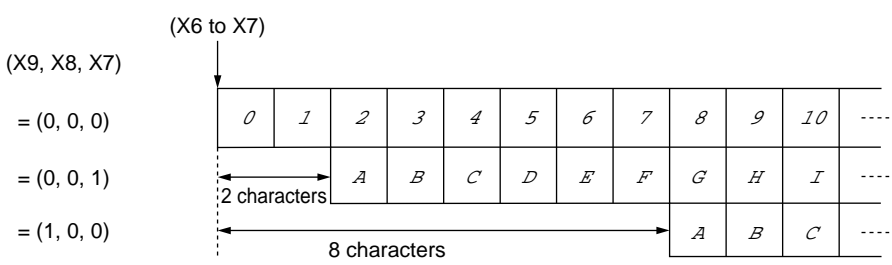 (X6 to X7)
(X9, X8, X7)
= (0, 0, 0) 0 1 2 3 4 5 6 7 8 9 10 ----
= (0, 0, 1) 2 characters A B C D E F G H I ----
= (1, 0, 0) 8 characters A B C ----